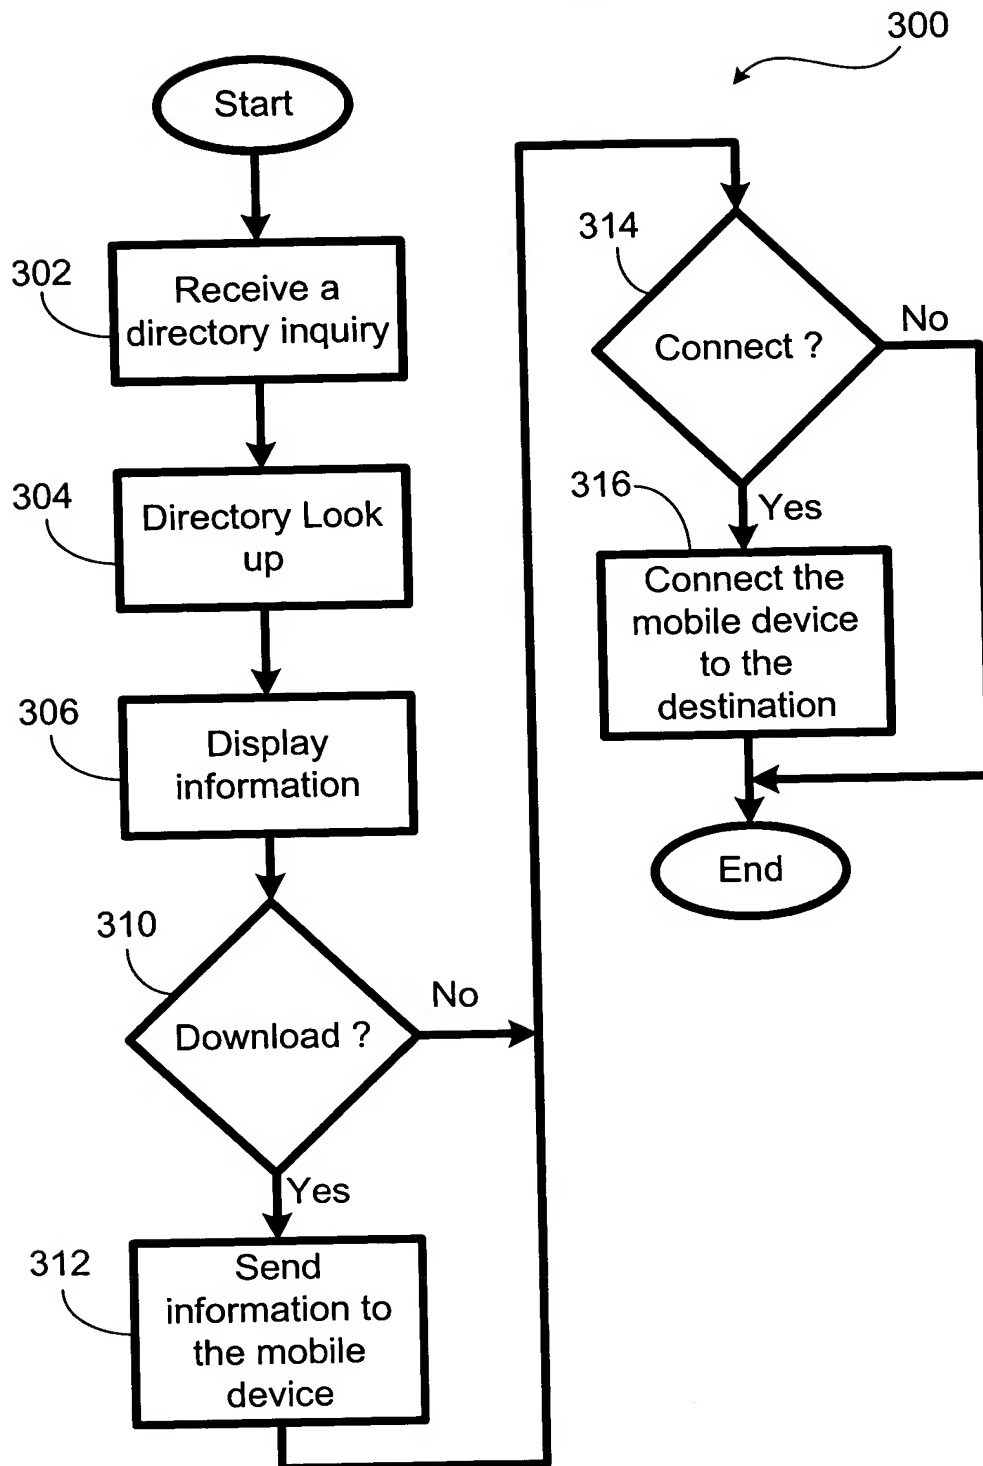 300
Start
302
Receive a
directory inquiry
304
Directory Look
up
306
Display
information
310
Download ?
No
Yes
312
Send
information to
the mobile
device
314
Connect ?
No
Yes
316
Connect the
mobile device
to the
destination
End